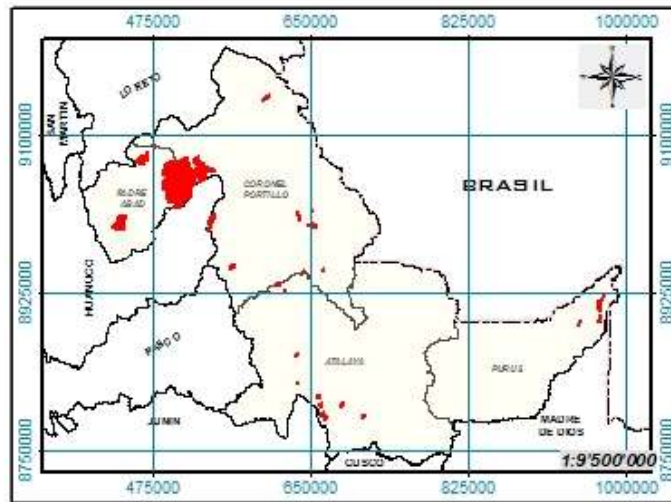 475000 650000 825000 1000000
LORETO
SAN
MARTIN
9100000
9100000
BRASIL
CORONEL
PORTILLO
PADRE
ABAD
HUANUCO
8925000
8925000
PASCO
ATALAYA
PURUS
JUNIN
MADRE
DE DIOS
CUSCO
1:9'500'000
8750000
8750000
475000 650000 825000 1000000